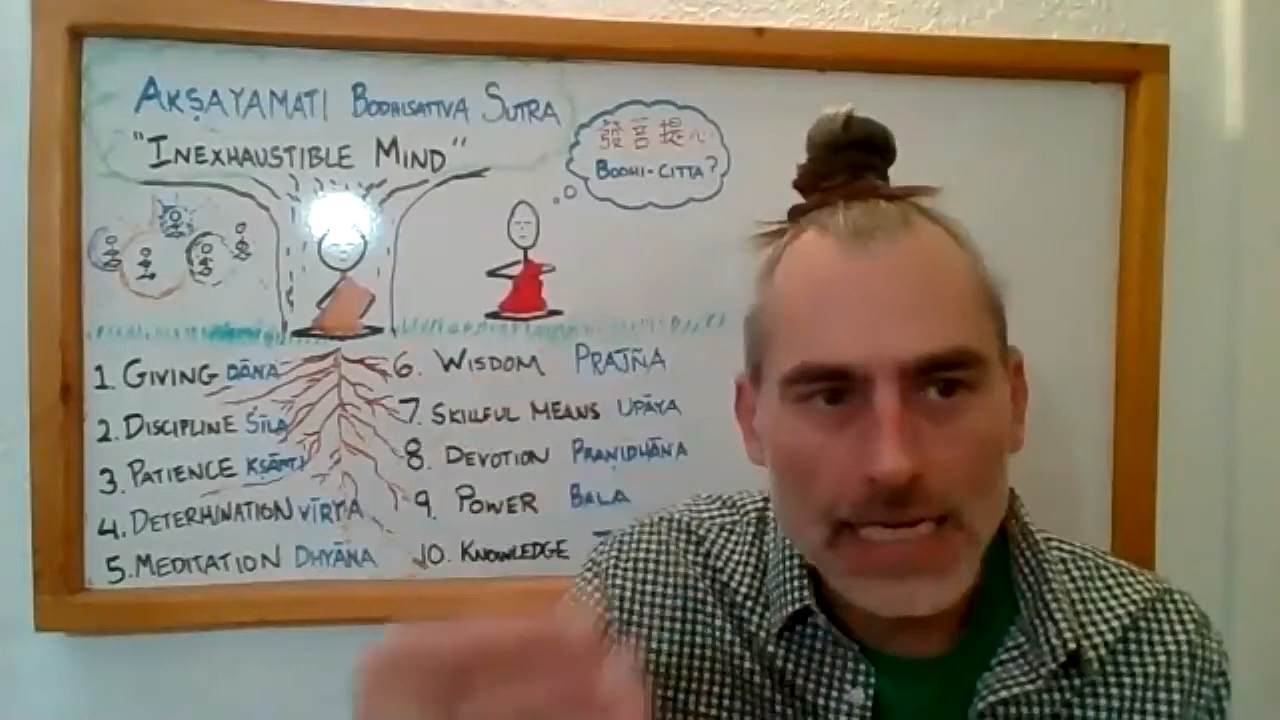 AKṢAYAMATI BODHISATTVA SUTRA
"INEXHAUSTIBLE MIND"
發菩提心
BODHI-CITTA?
1 GIVING DĀNA
2. DISCIPLINE ŚĪLA
3. PATIENCE KṢĀNTI
4. DETERMINATION VĪRYA
5. MEDITATION DHYĀNA
6. WISDOM PRAJÑA
7. SKILLFUL MEANS UPĀYA
8. DEVOTION PRAṆIDHĀNA
9. POWER BALA
10. KNOWLEDGE